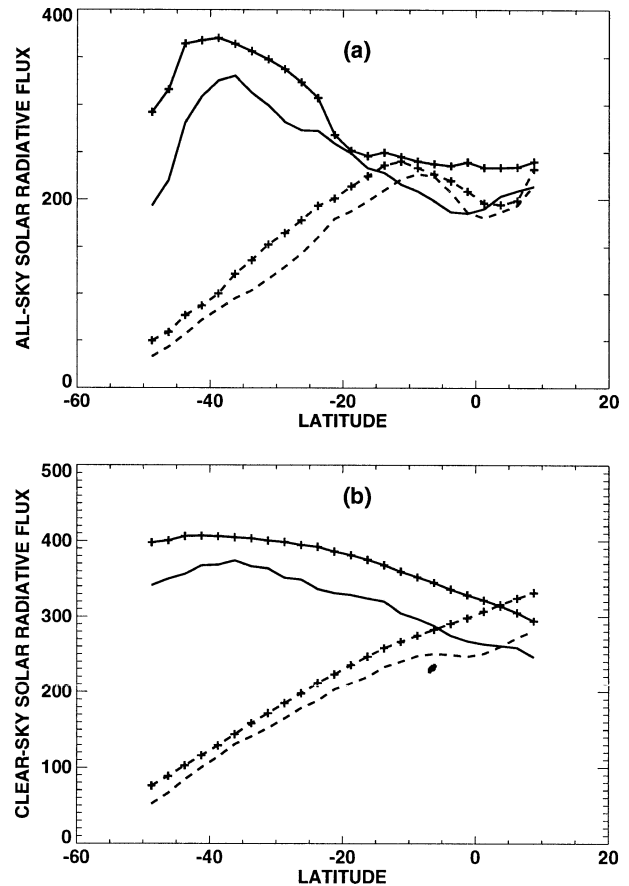 400
(a)
ALL-SKY SOLAR RADIATIVE FLUX
200
0
-60 -40 -20 0 20
LATITUDE
500
(b)
400
CLEAR-SKY SOLAR RADIATIVE FLUX
300
200
100
0
-60 -40 -20 0 20
LATITUDE